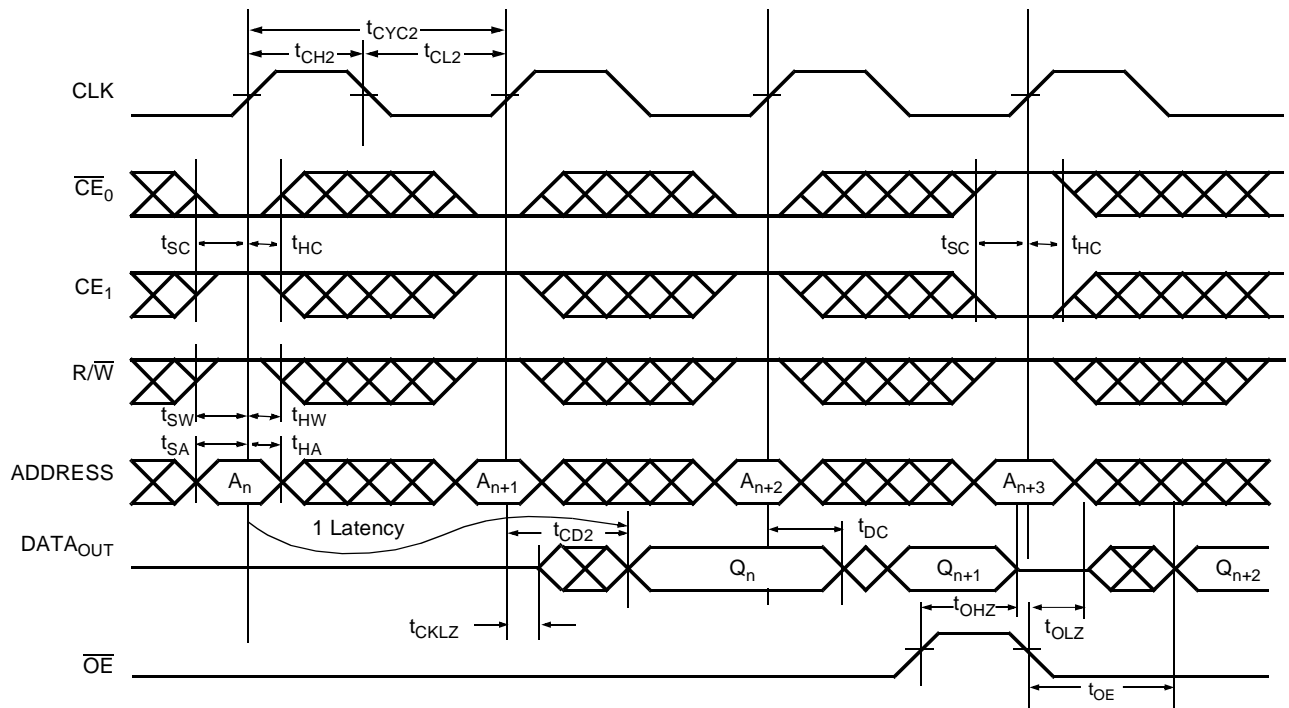 tCYC2
tCH2 tCL2
CLK
CE0
tSC tHC tSC tHC
CE1
R/W
tSW tHW
tSA tHA
ADDRESS An An+1 An+2 An+3
1 Latency tCD2 tDC
DATAOUT Qn Qn+1 Qn+2
tOHZ
tCKLZ tOLZ
OE
tOE